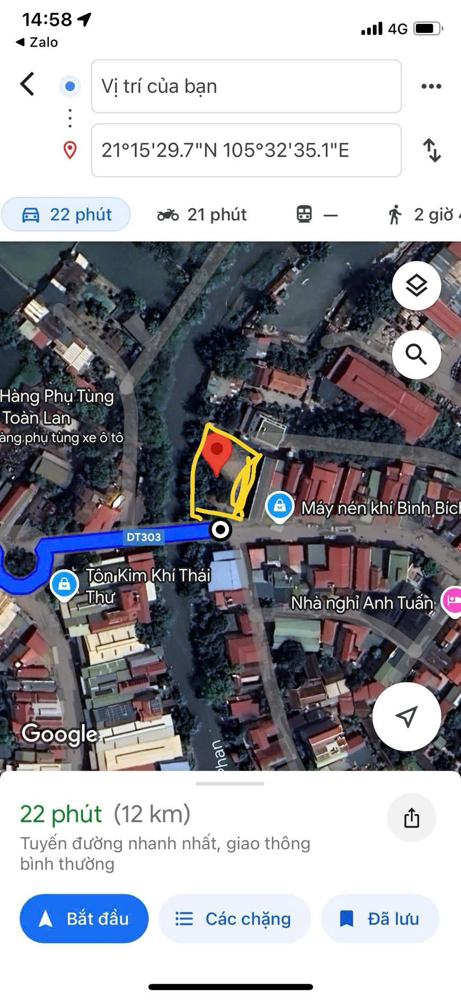 14:58
4G
Zalo
Vị trí của bạn
21°15'29.7"N 105°32'35.1"E
22 phút
21 phút
—
2 giờ
Hàng Phụ Tùng
Toàn Lan
àng phụ tùng xe ô tô
Máy nén khí Bình Bích
DT303
Tôn Kim Khí Thái
Thư
Nhà nghỉ Anh Tuấn
Google
Phan
22 phút (12 km)
Tuyến đường nhanh nhất, giao thông
bình thường
Bắt đầu
Các chặng
Đã lưu